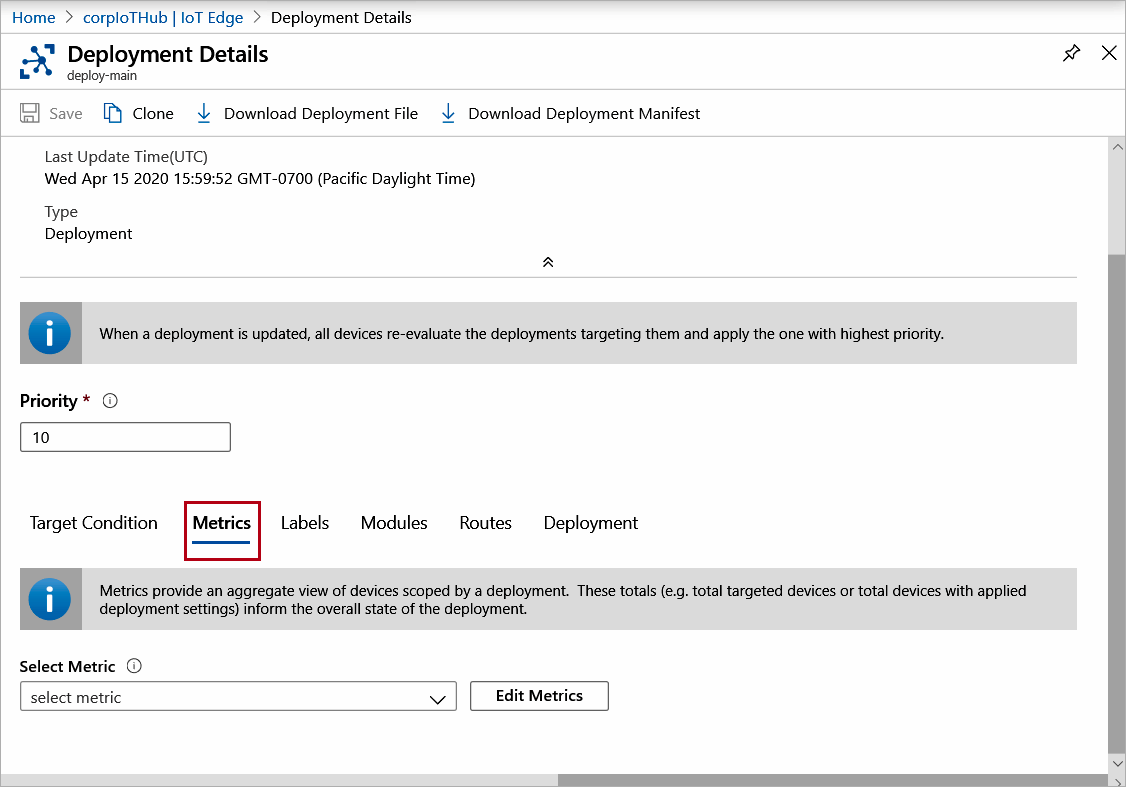 Home > corpIoTHub | IoT Edge > Deployment Details
Deployment Details
deploy-main
Save Clone Download Deployment File Download Deployment Manifest
Last Update Time(UTC)
Wed Apr 15 2020 15:59:52 GMT-0700 (Pacific Daylight Time)
Type
Deployment
When a deployment is updated, all devices re-evaluate the deployments targeting them and apply the one with highest priority.
Priority *
10
Target Condition Metrics Labels Modules Routes Deployment
Metrics provide an aggregate view of devices scoped by a deployment. These totals (e.g. total targeted devices or total devices with applied
deployment settings) inform the overall state of the deployment.
Select Metric
select metric Edit Metrics